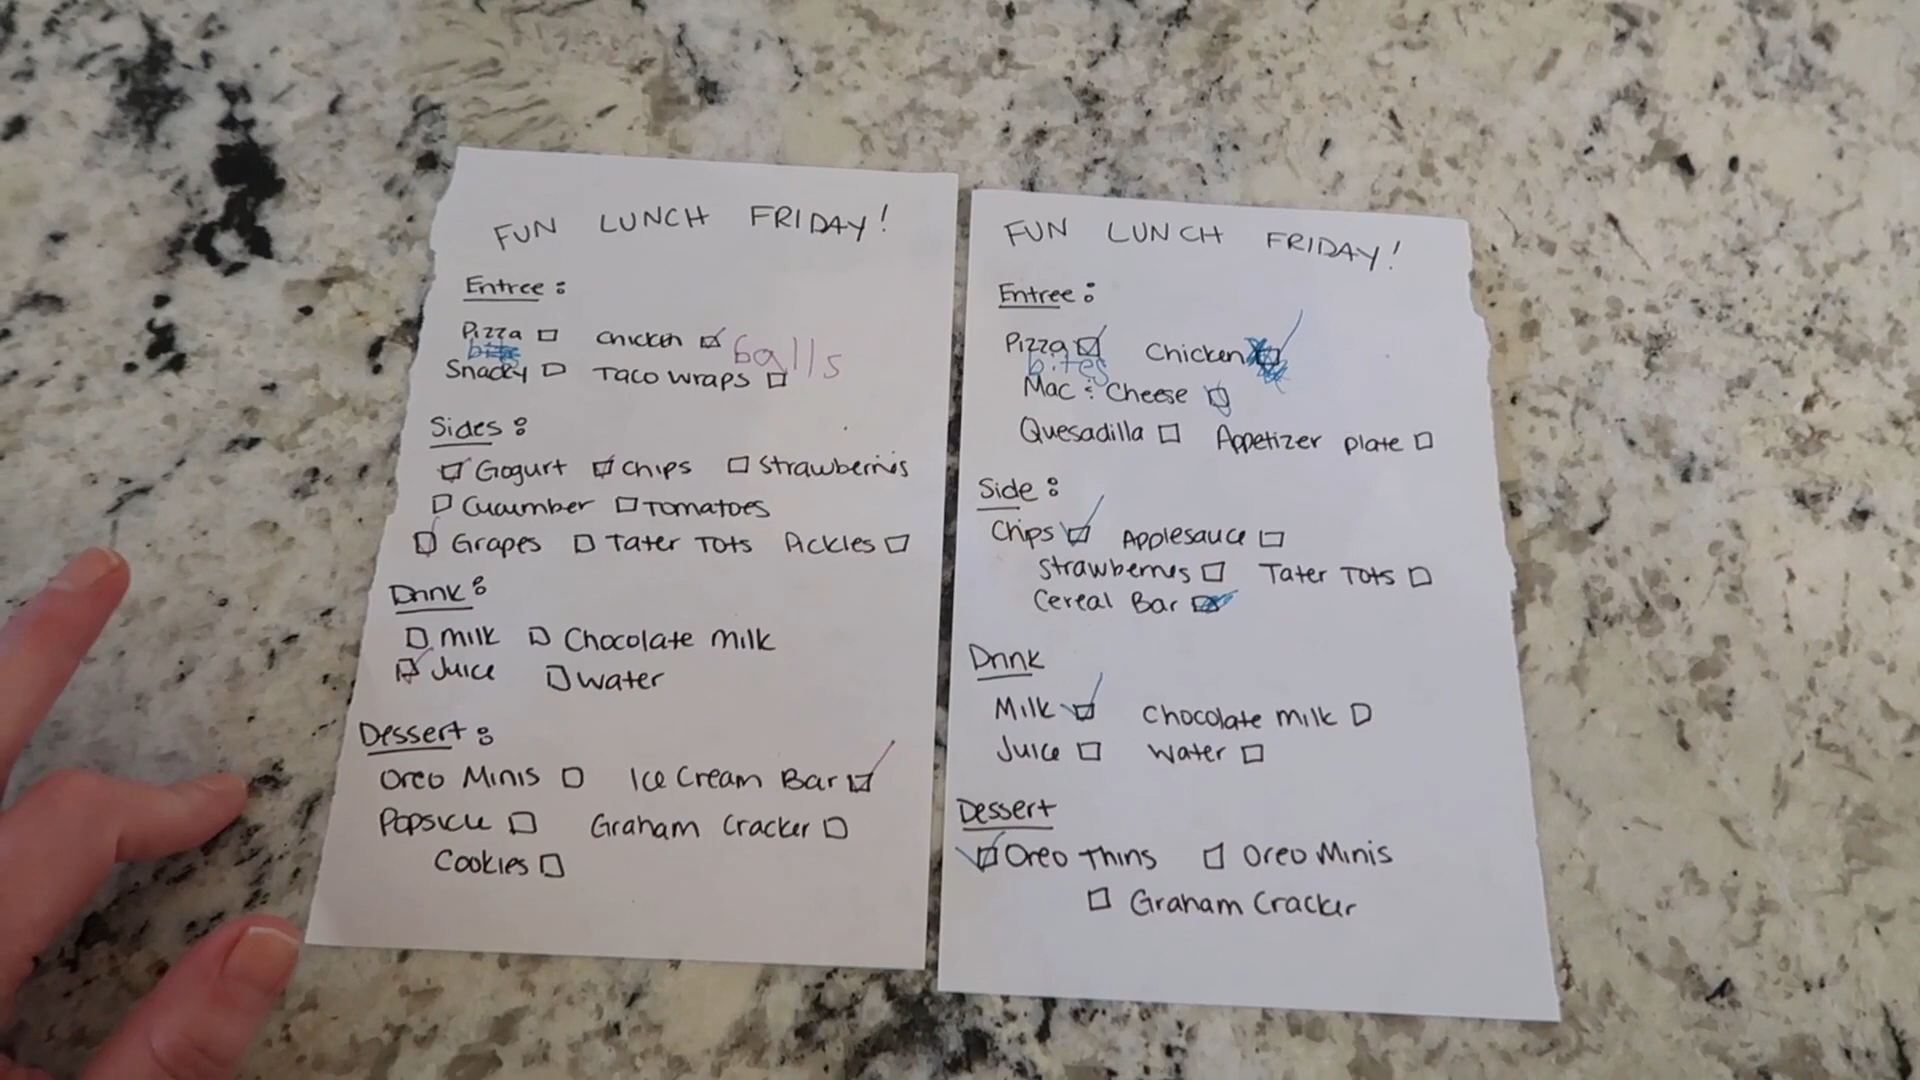 FUN LUNCH FRIDAY!
Entree:
Pizza ☐ Chicken ☑ balls
bites
Snacky ☐ Taco Wraps ☐
Sides:
☑ Gogurt ☑ Chips ☐ Strawberries
☐ Cucumber ☐ Tomatoes
☑ Grapes ☐ Tater Tots Pickles ☐
Drink:
☐ Milk ☐ Chocolate Milk
☑ Juice ☐ Water
Dessert:
Oreo Minis ☐ Ice Cream Bar ☑
Popsicle ☐ Graham Cracker ☐
Cookies ☐
FUN LUNCH FRIDAY!
Entree:
Pizza ☑ Chicken ☑
bites
Mac & Cheese ☑
Quesadilla ☐ Appetizer Plate ☐
Side:
Chips ☑ Applesauce ☐
Strawberries ☐ Tater Tots ☐
Cereal Bar ☑
Drink
Milk ☑ Chocolate Milk ☐
Juice ☐ Water ☐
Dessert
☑ Oreo Thins ☐ Oreo Minis
☐ Graham Cracker